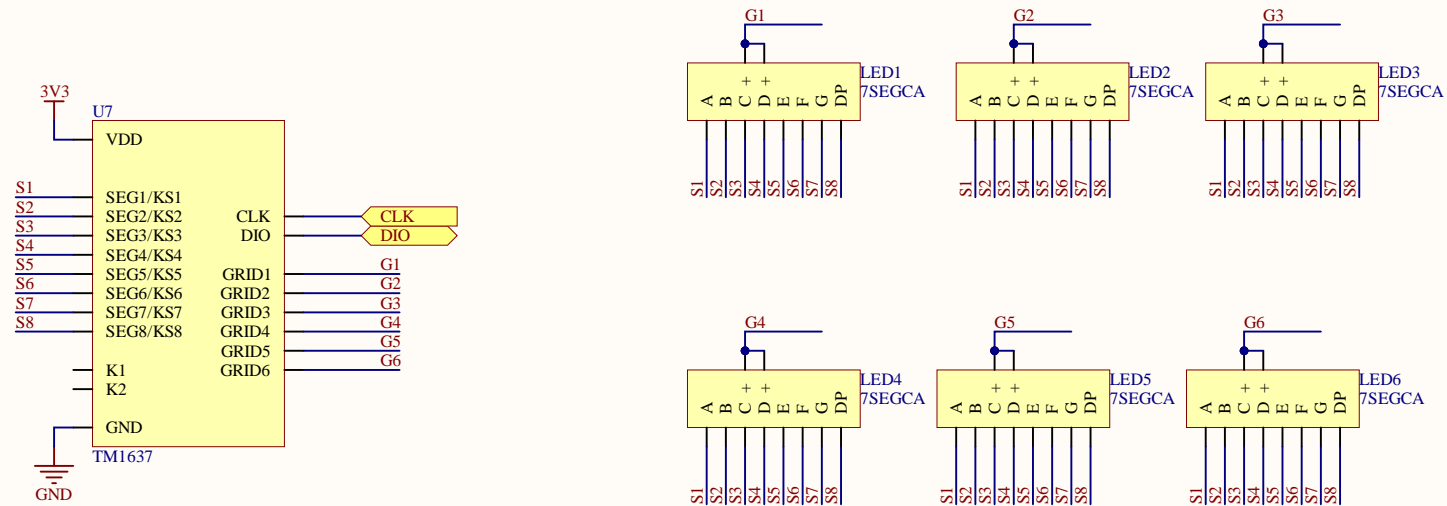 3V3
U7
VDD
S1 SEG1/KS1
S2 SEG2/KS2 CLK CLK
S3 SEG3/KS3 DIO DIO
S4 SEG4/KS4
S5 SEG5/KS5 GRID1 G1
S6 SEG6/KS6 GRID2 G2
S7 SEG7/KS7 GRID3 G3
S8 SEG8/KS8 GRID4 G4
GRID5 G5
K1 GRID6 G6
K2
GND
TM1637
GND
G1
LED1
7SEGCA
+ +
A B C D E F G DP
S1 S2 S3 S4 S5 S6 S7 S8
G2
LED2
7SEGCA
+ +
A B C D E F G DP
S1 S2 S3 S4 S5 S6 S7 S8
G3
LED3
7SEGCA
+ +
A B C D E F G DP
S1 S2 S3 S4 S5 S6 S7 S8
G4
LED4
7SEGCA
+ +
A B C D E F G DP
S1 S2 S3 S4 S5 S6 S7 S8
G5
LED5
7SEGCA
+ +
A B C D E F G DP
S1 S2 S3 S4 S5 S6 S7 S8
G6
LED6
7SEGCA
+ +
A B C D E F G DP
S1 S2 S3 S4 S5 S6 S7 S8